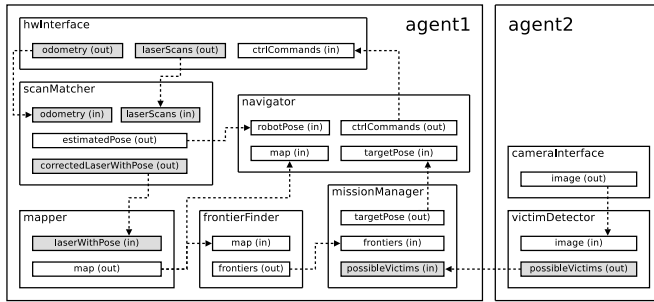 agent1
hwInterface
odometry (out)
laserScans (out)
ctrlCommands (in)
scanMatcher
odometry (in)
laserScans (in)
estimatedPose (out)
correctedLaserWithPose (out)
navigator
robotPose (in)
ctrlCommands (out)
map (in)
targetPose (in)
mapper
laserWithPose (in)
map (out)
frontierFinder
map (in)
frontiers (out)
missionManager
targetPose (out)
frontiers (in)
possibleVictims (in)
agent2
cameraInterface
image (out)
victimDetector
image (in)
possibleVictims (out)